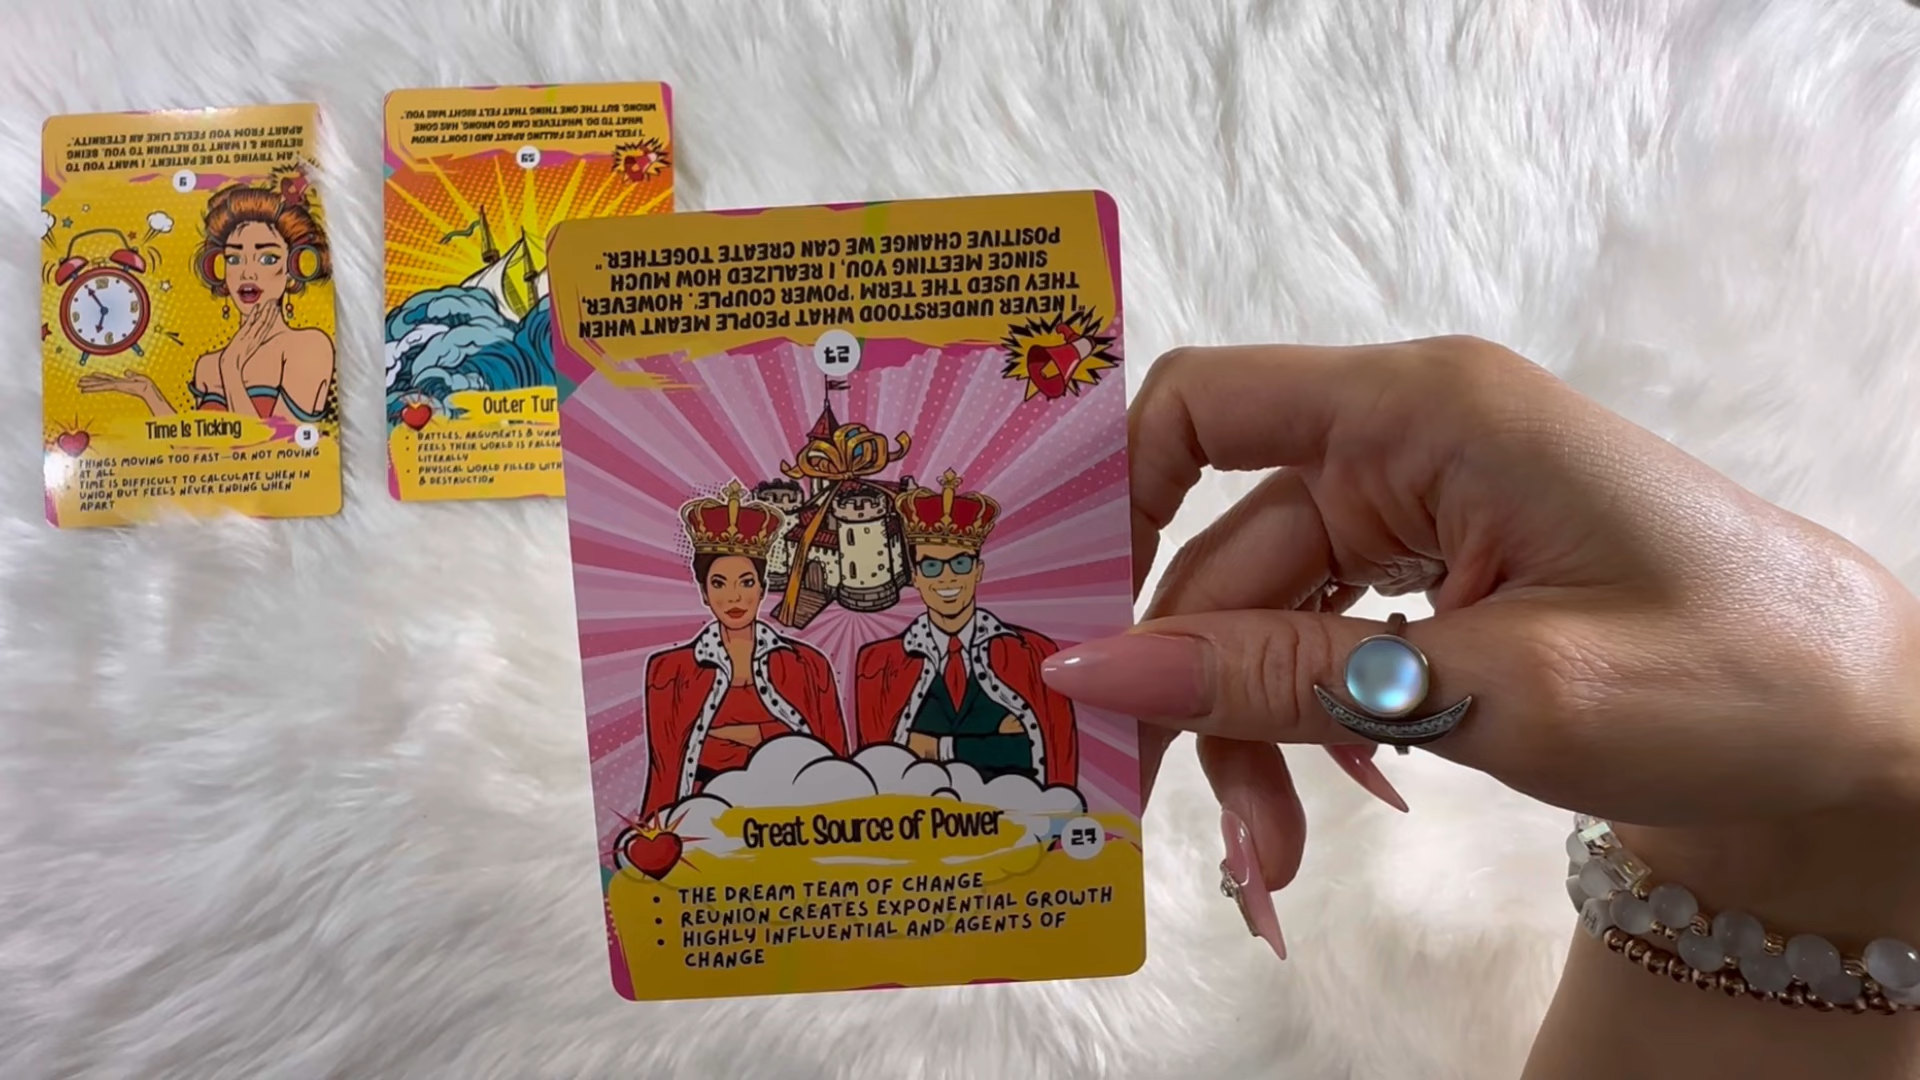 "I AM TRYING TO BE PATIENT. I WANT YOU TO
RETURN & I WANT TO RETURN TO YOU. BEING
APART FROM YOU FEELS LIKE AN ETERNITY."
9
Time Is Ticking
9
THINGS MOVING TOO FAST—OR NOT MOVING
AT ALL
TIME IS DIFFICULT TO CALCULATE WHEN IN
UNION BUT FEELS NEVER ENDING WHEN
APART
"I FEEL MY LIFE IS FALLING APART AND I DON'T KNOW
WHAT TO DO. WHATEVER CAN GO WRONG, HAS GONE
WRONG. BUT THE ONE THING THAT FELT RIGHT WAS YOU."
59
Outer Tur
BATTLES, ARGUMENTS &
FEELS THEIR WORLD IS
LITERALLY
PHYSICAL WORLD FILLED WITH
& DESTRUCTION
"I NEVER UNDERSTOOD WHAT PEOPLE MEANT WHEN
THEY USED THE TERM 'POWER COUPLE'. HOWEVER,
SINCE MEETING YOU, I REALIZED HOW MUCH
POSITIVE CHANGE WE CAN CREATE TOGETHER."
27
Great Source of Power
27
• THE DREAM TEAM OF CHANGE
• REUNION CREATES EXPONENTIAL GROWTH
• HIGHLY INFLUENTIAL AND AGENTS OF
CHANGE